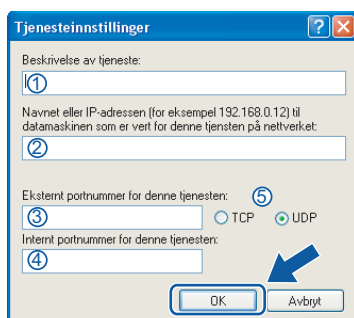 Tjenesteinnstillinger
Beskrivelse av tjeneste:
①
Navnet eller IP-adressen (for eksempel 192.168.0.12) til
datamaskinen som er vert for denne tjensten på nettverket:
②
Eksternt portnummer for denne tjenesten: ⑤
③ TCP UDP
Internt portnummer for denne tjenesten:
④
OK Avbryt